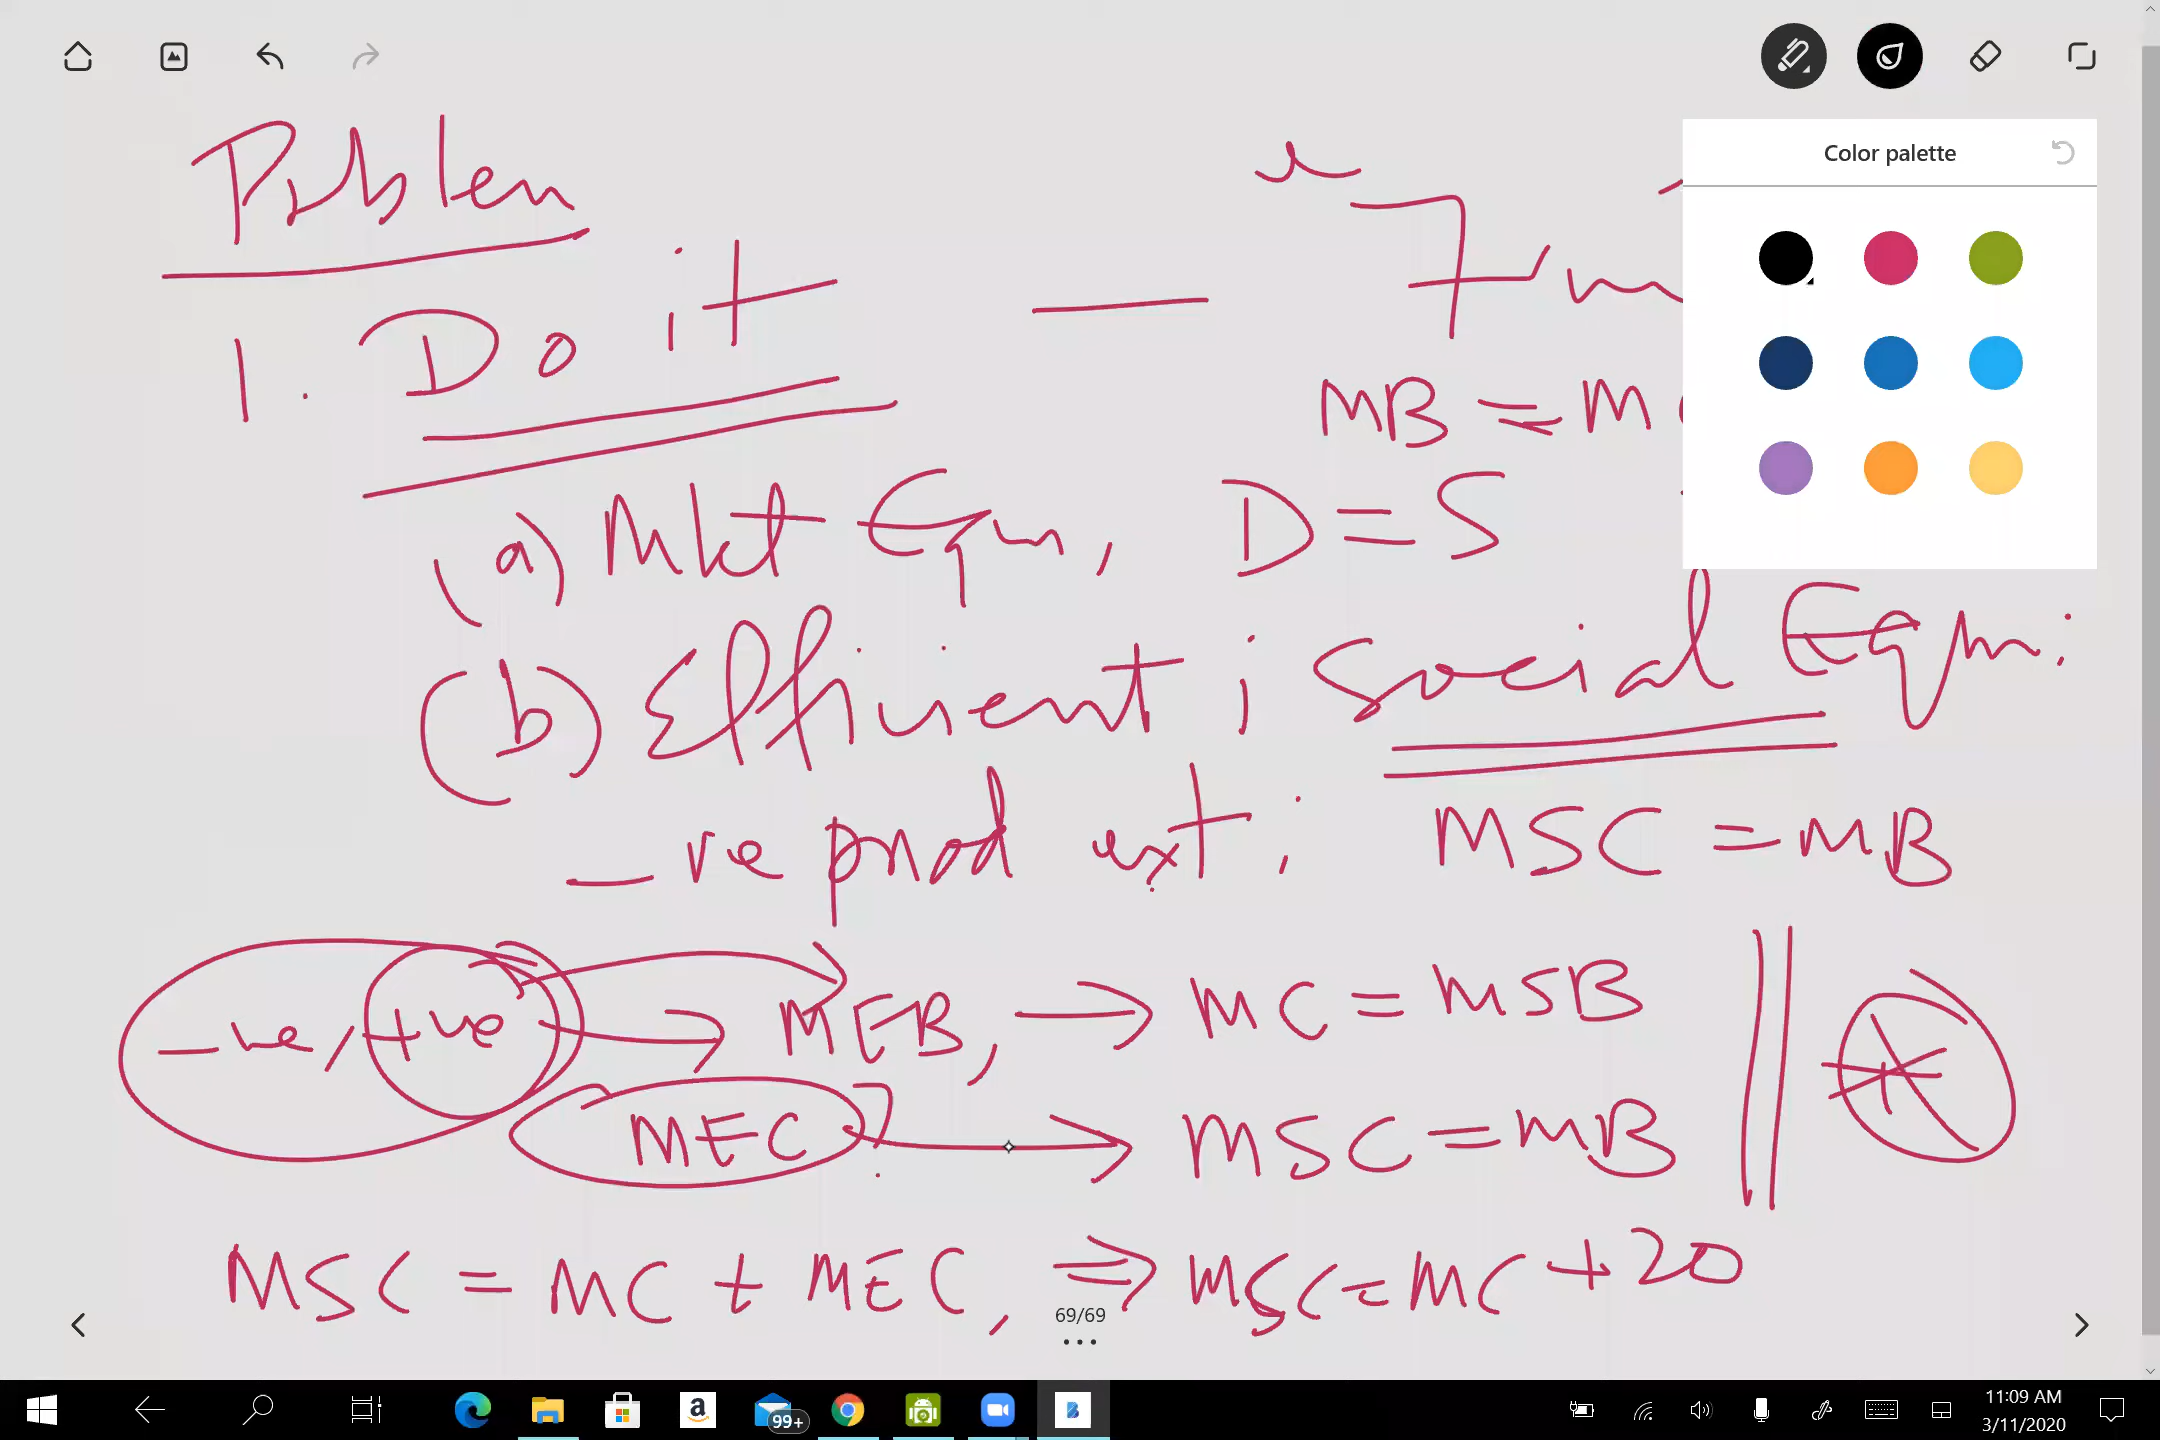 Color palette
Problem
1. Do it — 7 m
MB = M
(a) Mkt Eqm, D = S
(b) Efficient ; Social Eqm:
-ve prod ext: MSC = MB
-ve/+ve → MEB, → MC = MSB
MEC → MSC = MB
MSC = MC + MEC, ⇒ MSC = MC + 20
69/69
99+
11:09 AM
3/11/2020